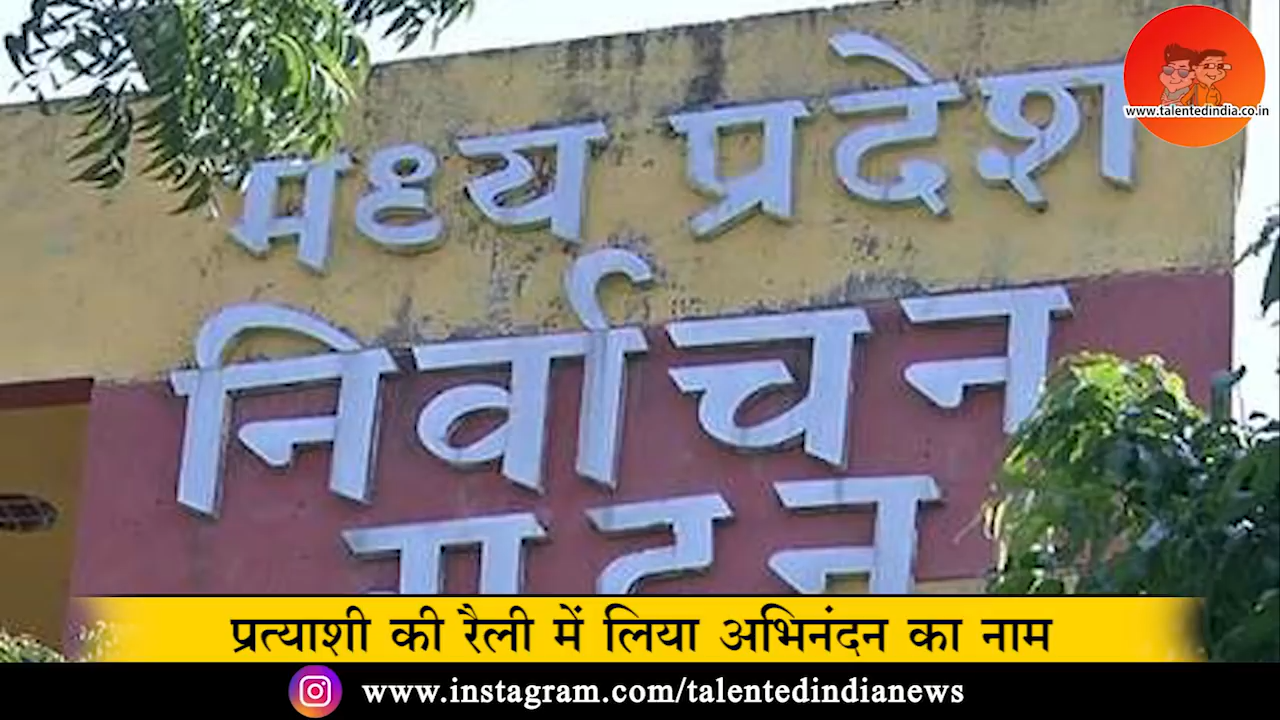 www.talentedindia.co.in
मध्य प्रदेश
निर्वाचन
प्रत्याशी की रैली में लिया अभिनंदन का नाम
www.instagram.com/talentedindianews